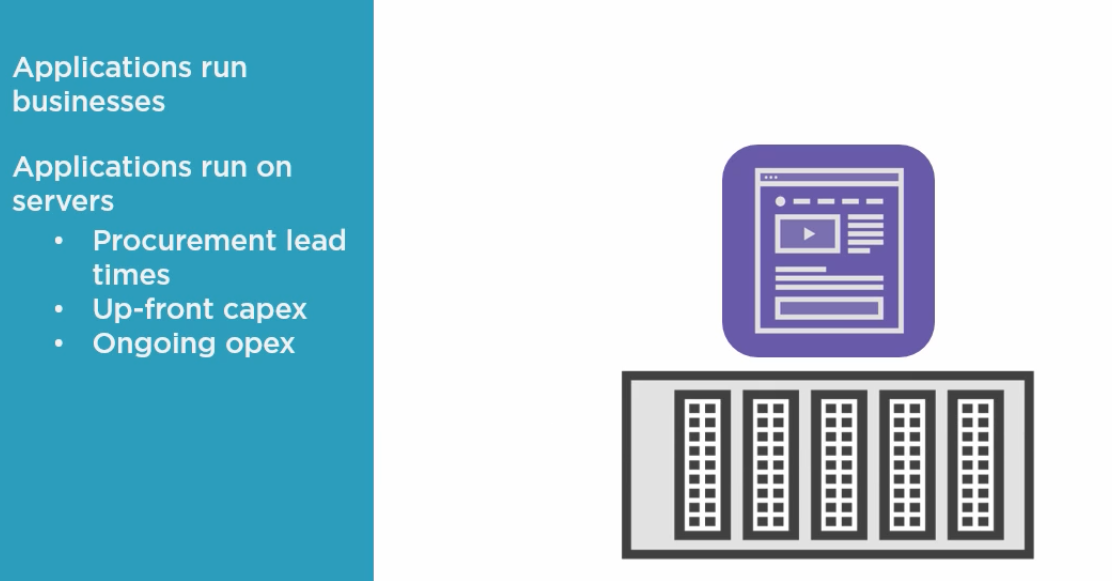 Applications run
businesses
Applications run on
servers
• Procurement lead
times
• Up-front capex
• Ongoing opex